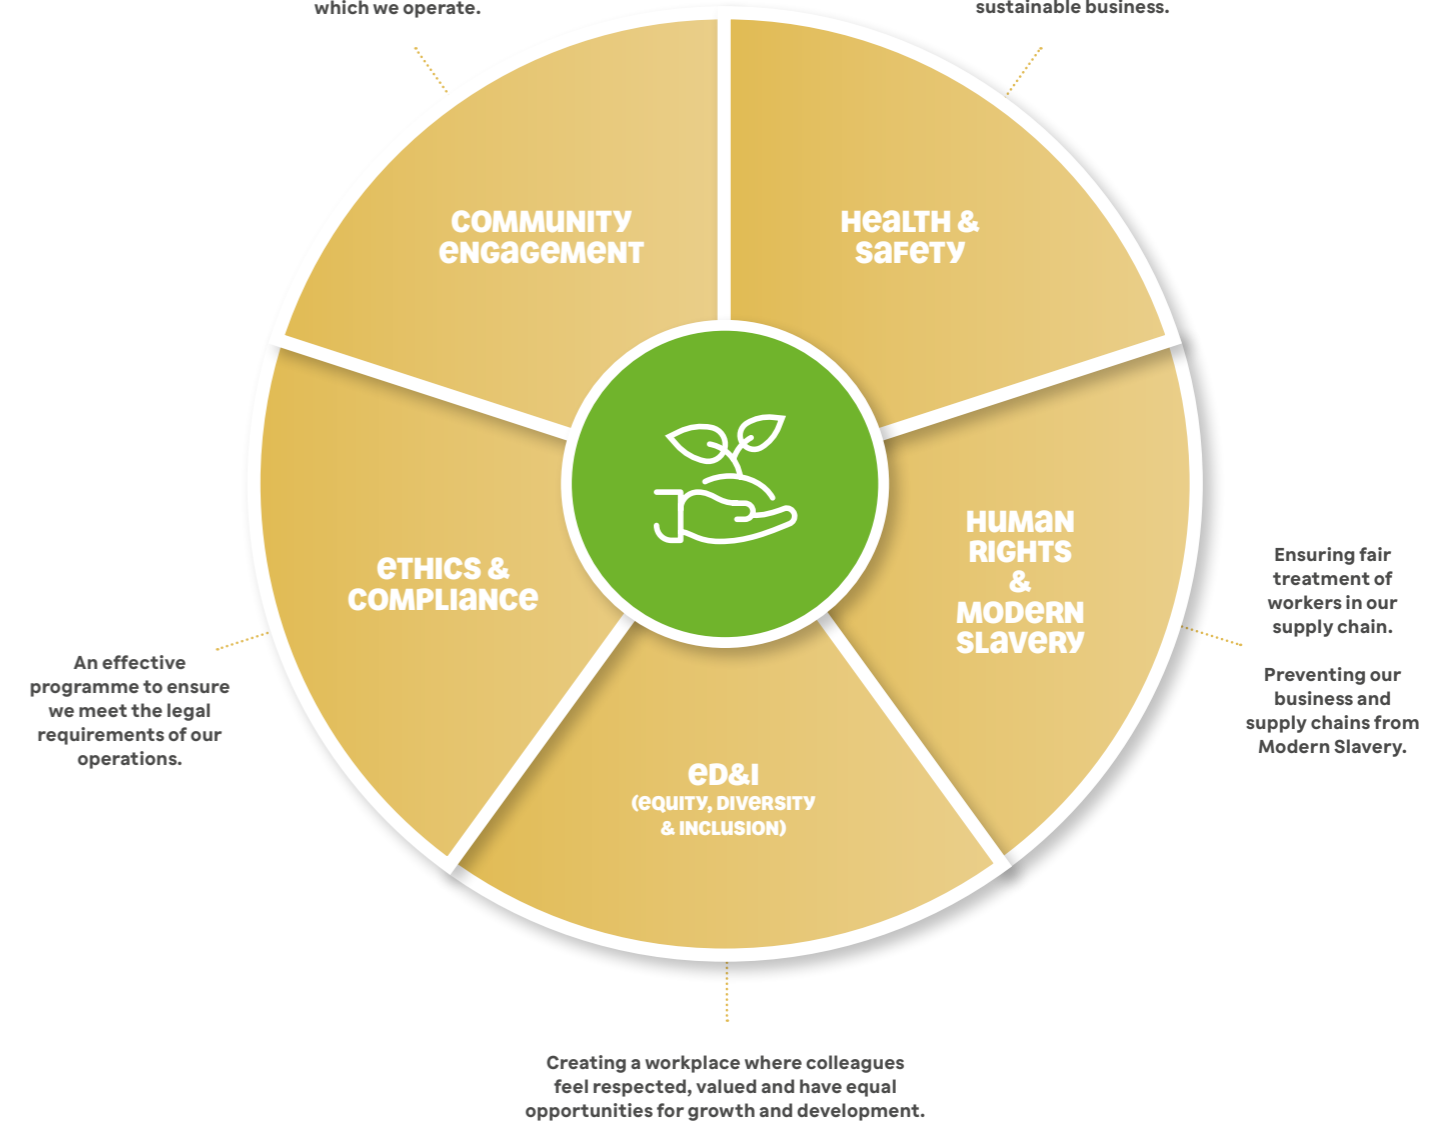 which we operate.
sustainable business.
COMMUNITY
eNGaGeMeNT
HeaLTH &
SaFeTY
HUMaN
RIGHTS
&
MODeRN
SLaVeRY
Ensuring fair
treatment of
workers in our
supply chain.
Preventing our
business and
supply chains from
Modern Slavery.
eTHICS &
COMPLIaNCe
An effective
programme to ensure
we meet the legal
requirements of our
operations.
eD&I
(eQUITY, DIVeRSITY
& INCLUSION)
Creating a workplace where colleagues
feel respected, valued and have equal
opportunities for growth and development.